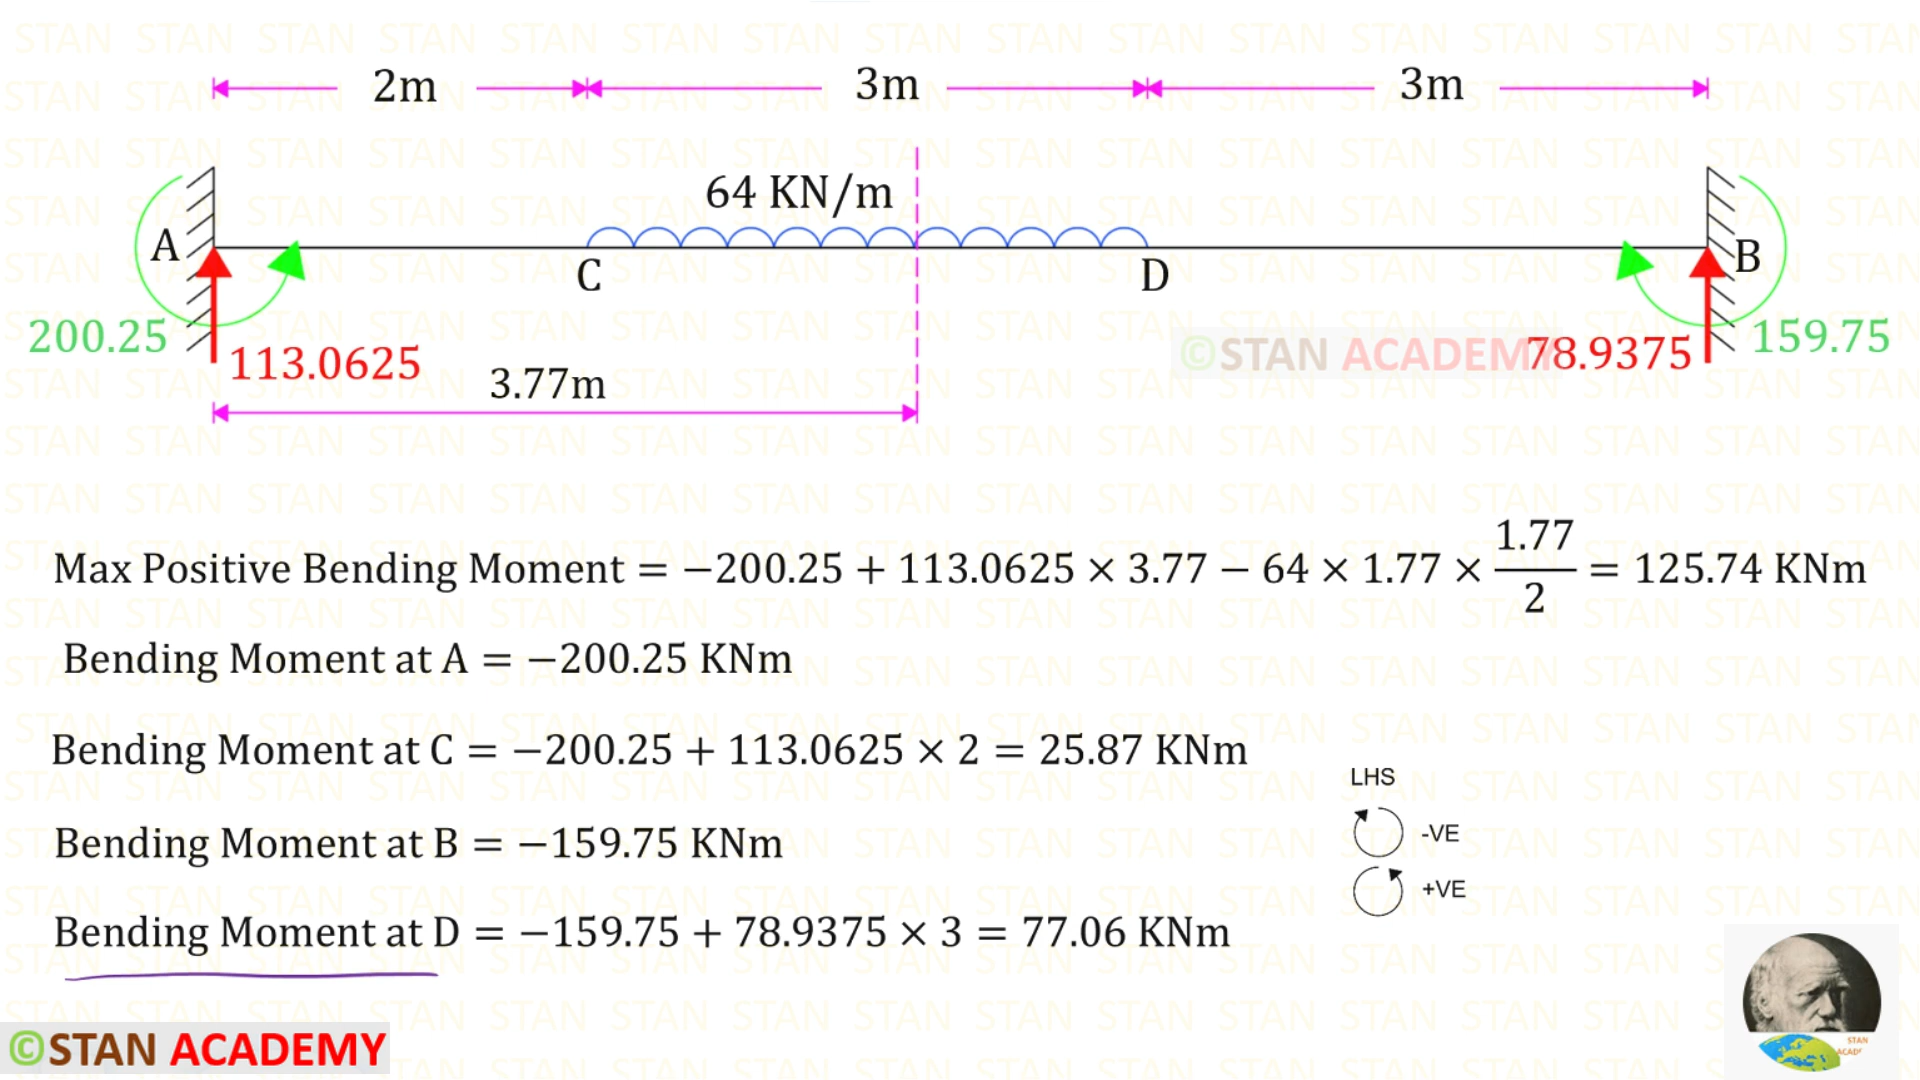 2m 3m 3m
64 KN/m
A B
C D
200.25 113.0625 ©STAN ACADEMY 78.9375 159.75
3.77m
Max Positive Bending Moment = −200.25 + 113.0625 × 3.77 − 64 × 1.77 × 1.77/2 = 125.74 KNm
Bending Moment at A = −200.25 KNm
Bending Moment at C = −200.25 + 113.0625 × 2 = 25.87 KNm
LHS
-VE
Bending Moment at B = −159.75 KNm
+VE
Bending Moment at D = −159.75 + 78.9375 × 3 = 77.06 KNm
©STAN ACADEMY
STAN